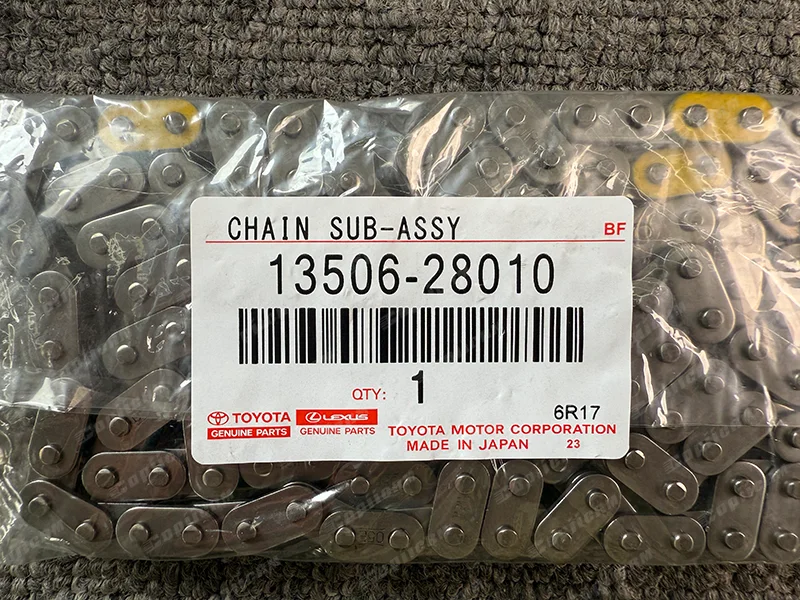 CHAIN SUB-ASSY BF
13506-28010
QTY: 1
6R17
TOYOTA LEXUS
GENUINE PARTS GENUINE PARTS
TOYOTA MOTOR CORPORATION
MADE IN JAPAN 23